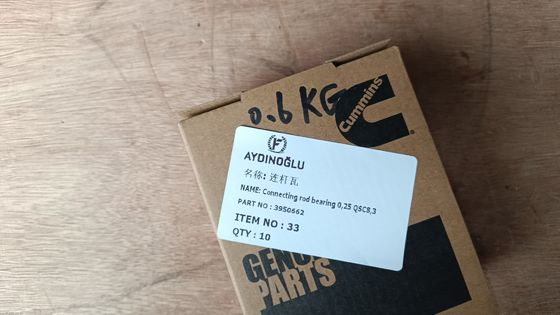 0.6 KG
Cummins
AYDINOĞLU
名称: 连杆瓦
NAME: Connecting rod bearing 0,25 QSC8,3
PART NO : 3950662
ITEM NO : 33
QTY : 10
PARTS